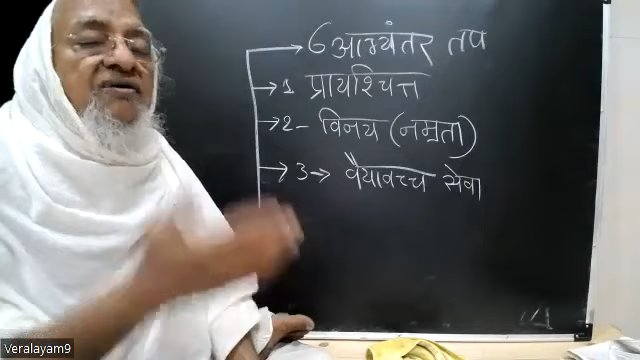 6 आभ्यंतर तप
1 प्रायश्चित्त
2- विनय (नम्रता)
3→ वैयावच्च सेवा
Veralayam9